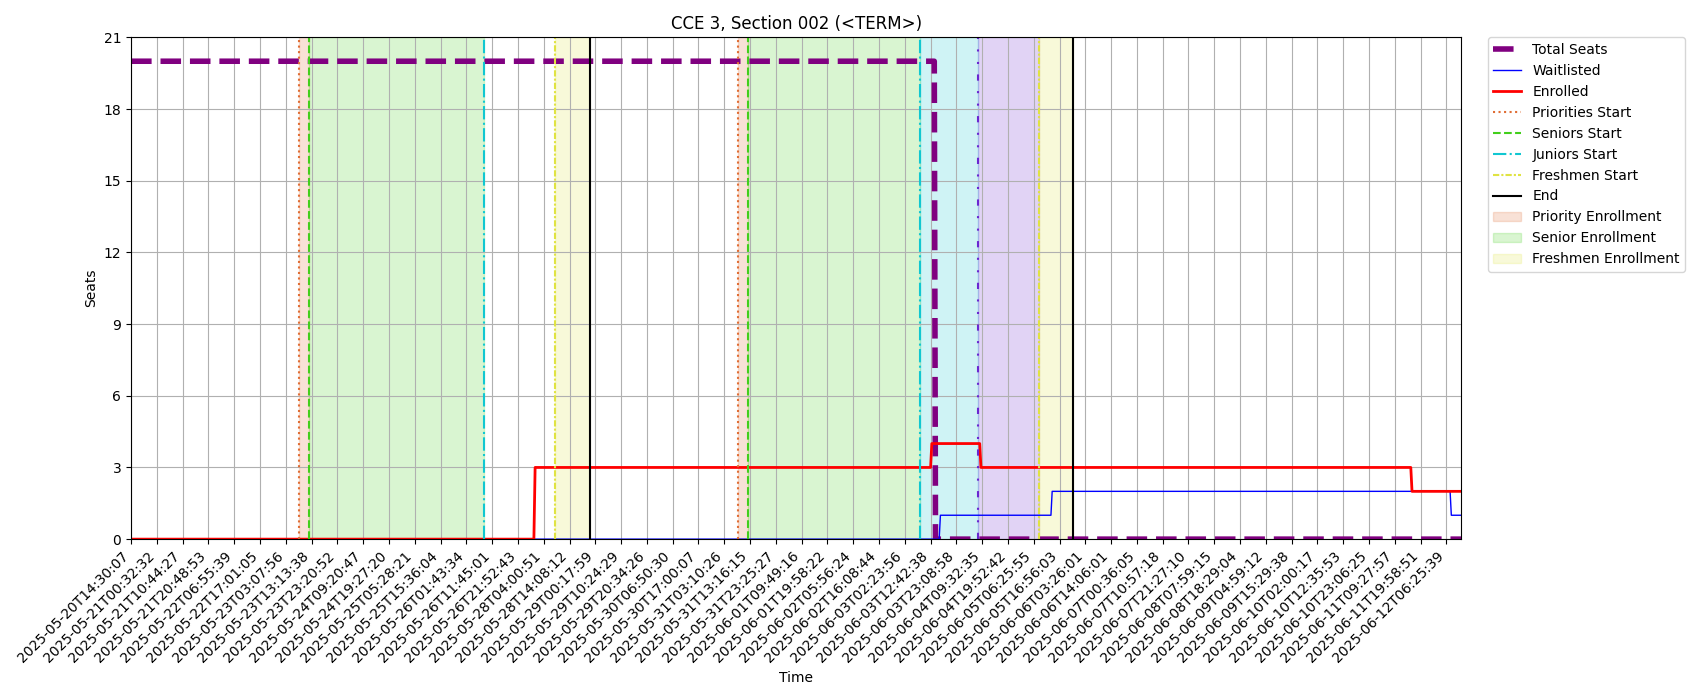 CCE 3, Section 002 (<TERM>)
21
18
15
12
9
6
3
0
Seats
Total Seats
Waitlisted
Enrolled
Priorities Start
Seniors Start
Juniors Start
Freshmen Start
End
Priority Enrollment
Senior Enrollment
Freshmen Enrollment
2025-05-20T14:30:07
2025-05-21T00:32:32
2025-05-21T10:44:27
2025-05-21T20:48:53
2025-05-22T06:55:39
2025-05-22T17:01:05
2025-05-23T03:07:56
2025-05-23T13:13:38
2025-05-23T23:20:52
2025-05-24T09:20:47
2025-05-24T19:27:20
2025-05-25T05:28:21
2025-05-25T15:36:04
2025-05-26T01:43:34
2025-05-26T11:45:01
2025-05-26T21:52:43
2025-05-28T04:00:51
2025-05-28T14:08:12
2025-05-29T00:17:59
2025-05-29T10:24:29
2025-05-29T20:34:26
2025-05-30T06:50:30
2025-05-30T17:00:07
2025-05-31T03:10:26
2025-05-31T13:16:15
2025-05-31T23:25:27
2025-06-01T09:49:16
2025-06-01T19:58:22
2025-06-02T05:56:24
2025-06-02T16:08:44
2025-06-03T02:23:56
2025-06-03T12:42:38
2025-06-03T23:08:58
2025-06-04T09:32:35
2025-06-04T19:52:42
2025-06-05T06:25:55
2025-06-05T16:56:03
2025-06-06T03:26:01
2025-06-06T14:06:01
2025-06-07T00:36:05
2025-06-07T10:57:18
2025-06-07T21:27:10
2025-06-08T07:59:15
2025-06-08T18:29:04
2025-06-09T04:59:12
2025-06-09T15:29:38
2025-06-10T02:00:17
2025-06-10T12:35:53
2025-06-10T23:06:25
2025-06-11T09:27:57
2025-06-11T19:58:51
2025-06-12T06:25:39
Time